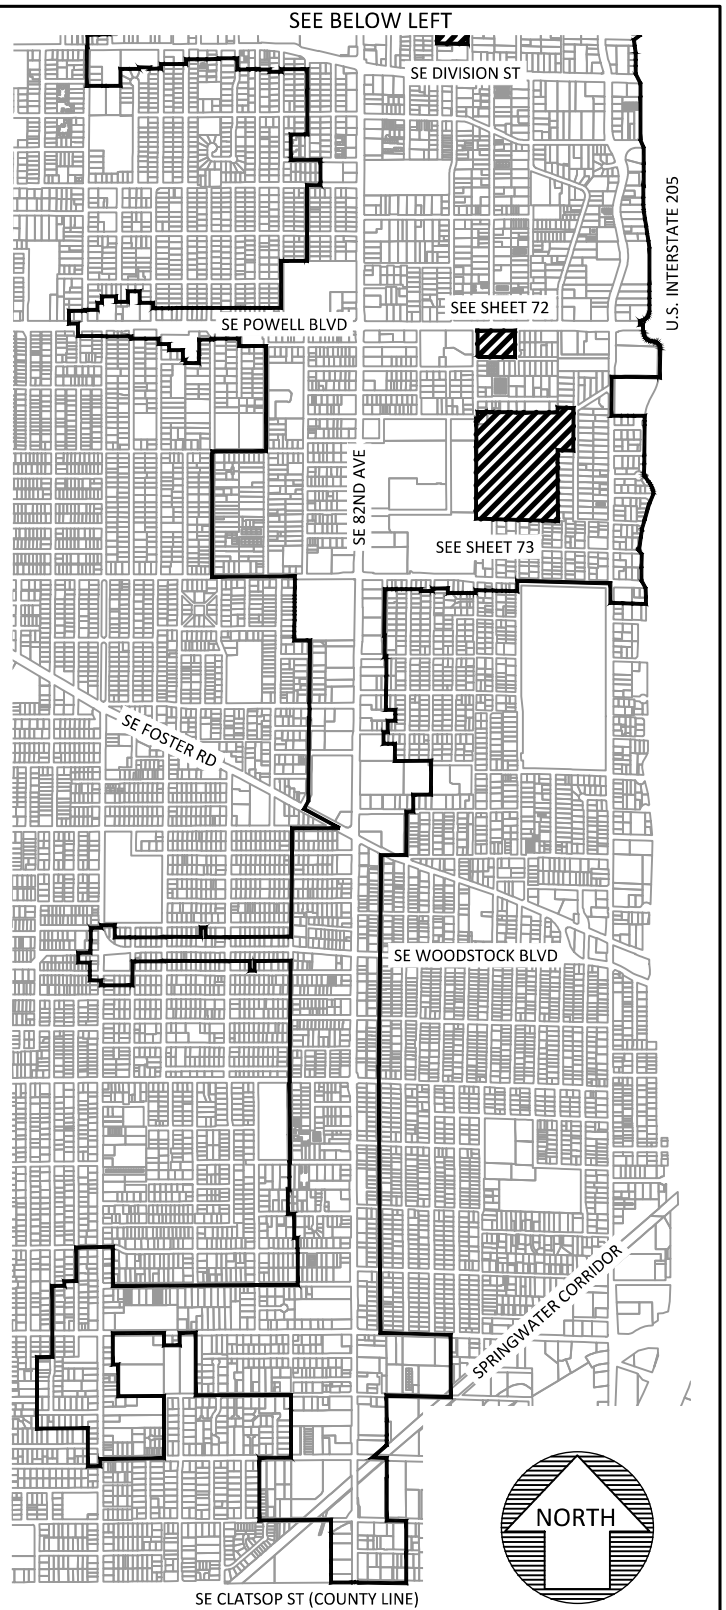 SEE BELOW LEFT
SE DIVISION ST
U.S. INTERSTATE 205
SEE SHEET 72
SE POWELL BLVD
SE 82ND AVE
SEE SHEET 73
SE FOSTER RD
SE WOODSTOCK BLVD
SPRINGWATER CORRIDOR
NORTH
SE CLATSOP ST (COUNTY LINE)